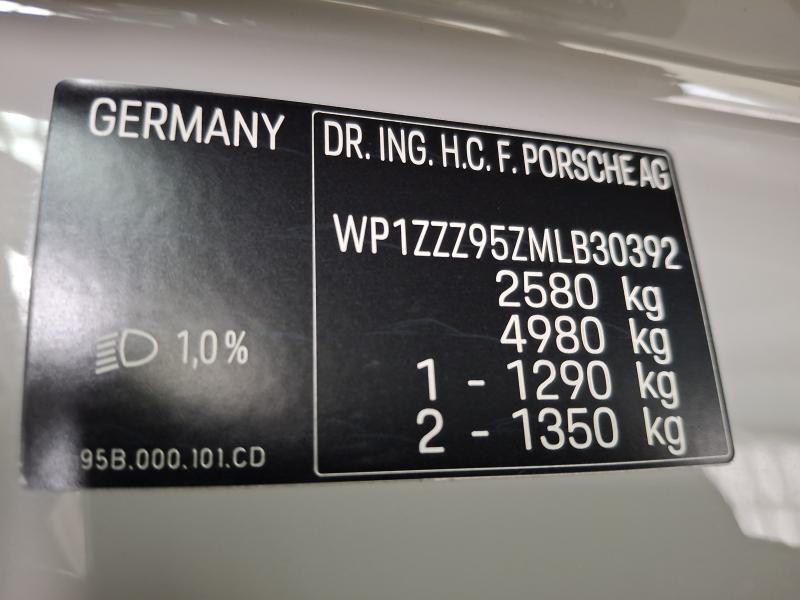 GERMANY
DR. ING. H.C. F. PORSCHE AG
WP1ZZZ95ZMLB30392
2580 kg
4980 kg
1 - 1290 kg
2 - 1350 kg
1,0%
95B.000.101.CD